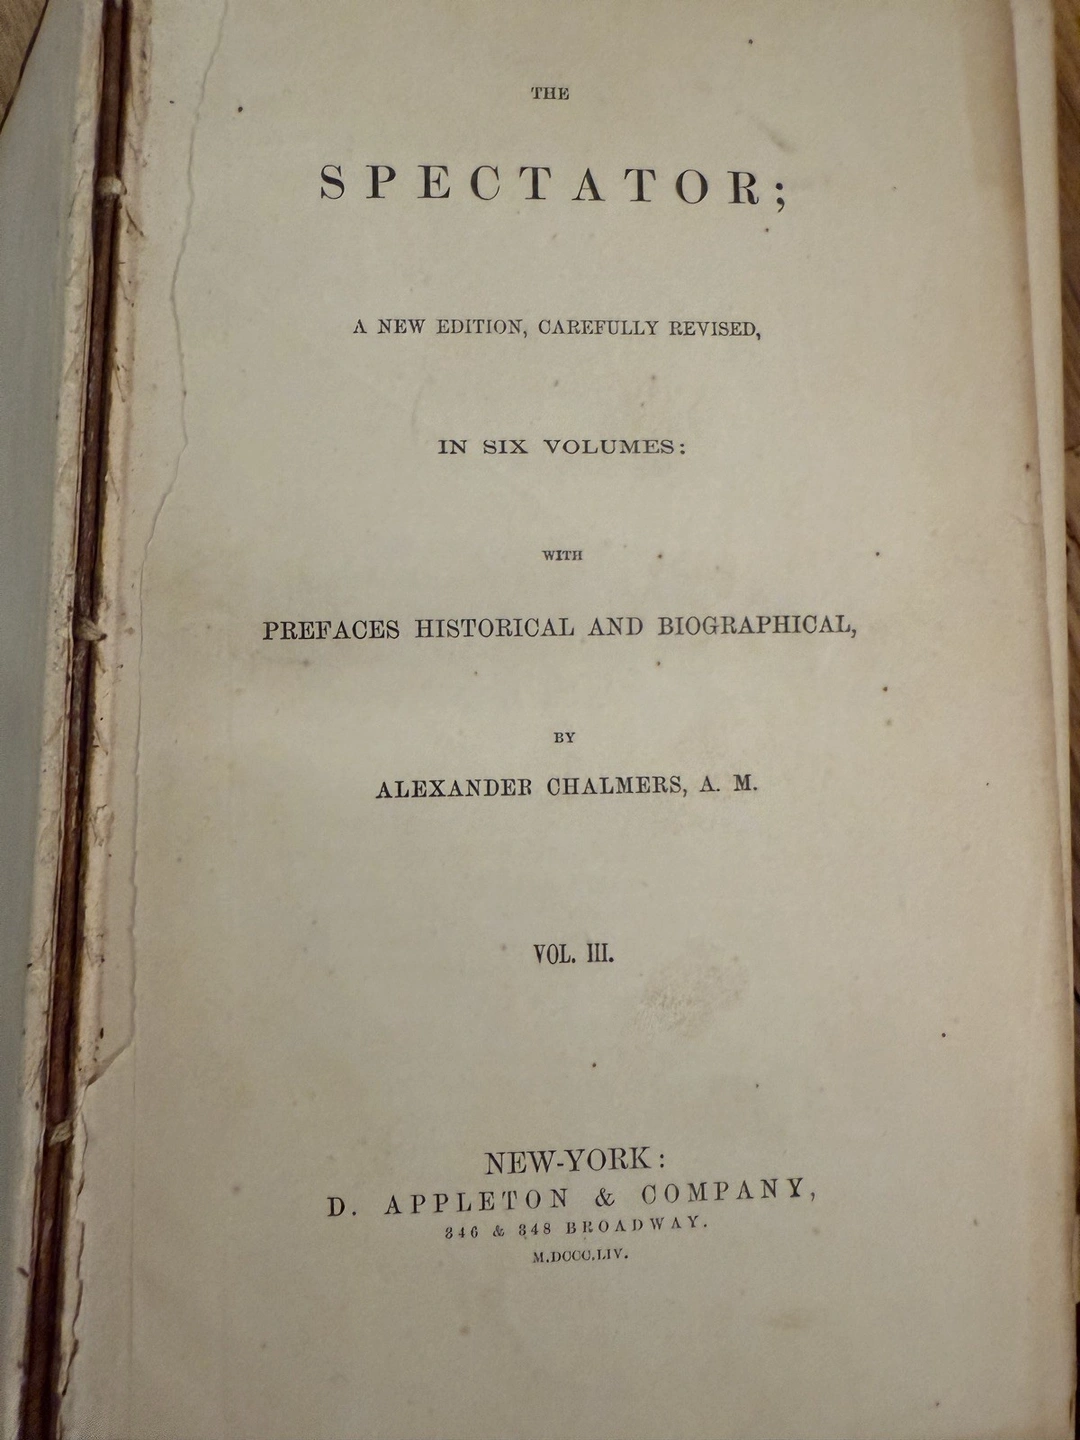 THE
SPECTATOR;
A NEW EDITION, CAREFULLY REVISED,
IN SIX VOLUMES:
WITH
PREFACES HISTORICAL AND BIOGRAPHICAL,
BY
ALEXANDER CHALMERS, A. M.
VOL. III.
NEW-YORK:
D. APPLETON & COMPANY,
346 & 348 BROADWAY.
M.DCCC.LIV.